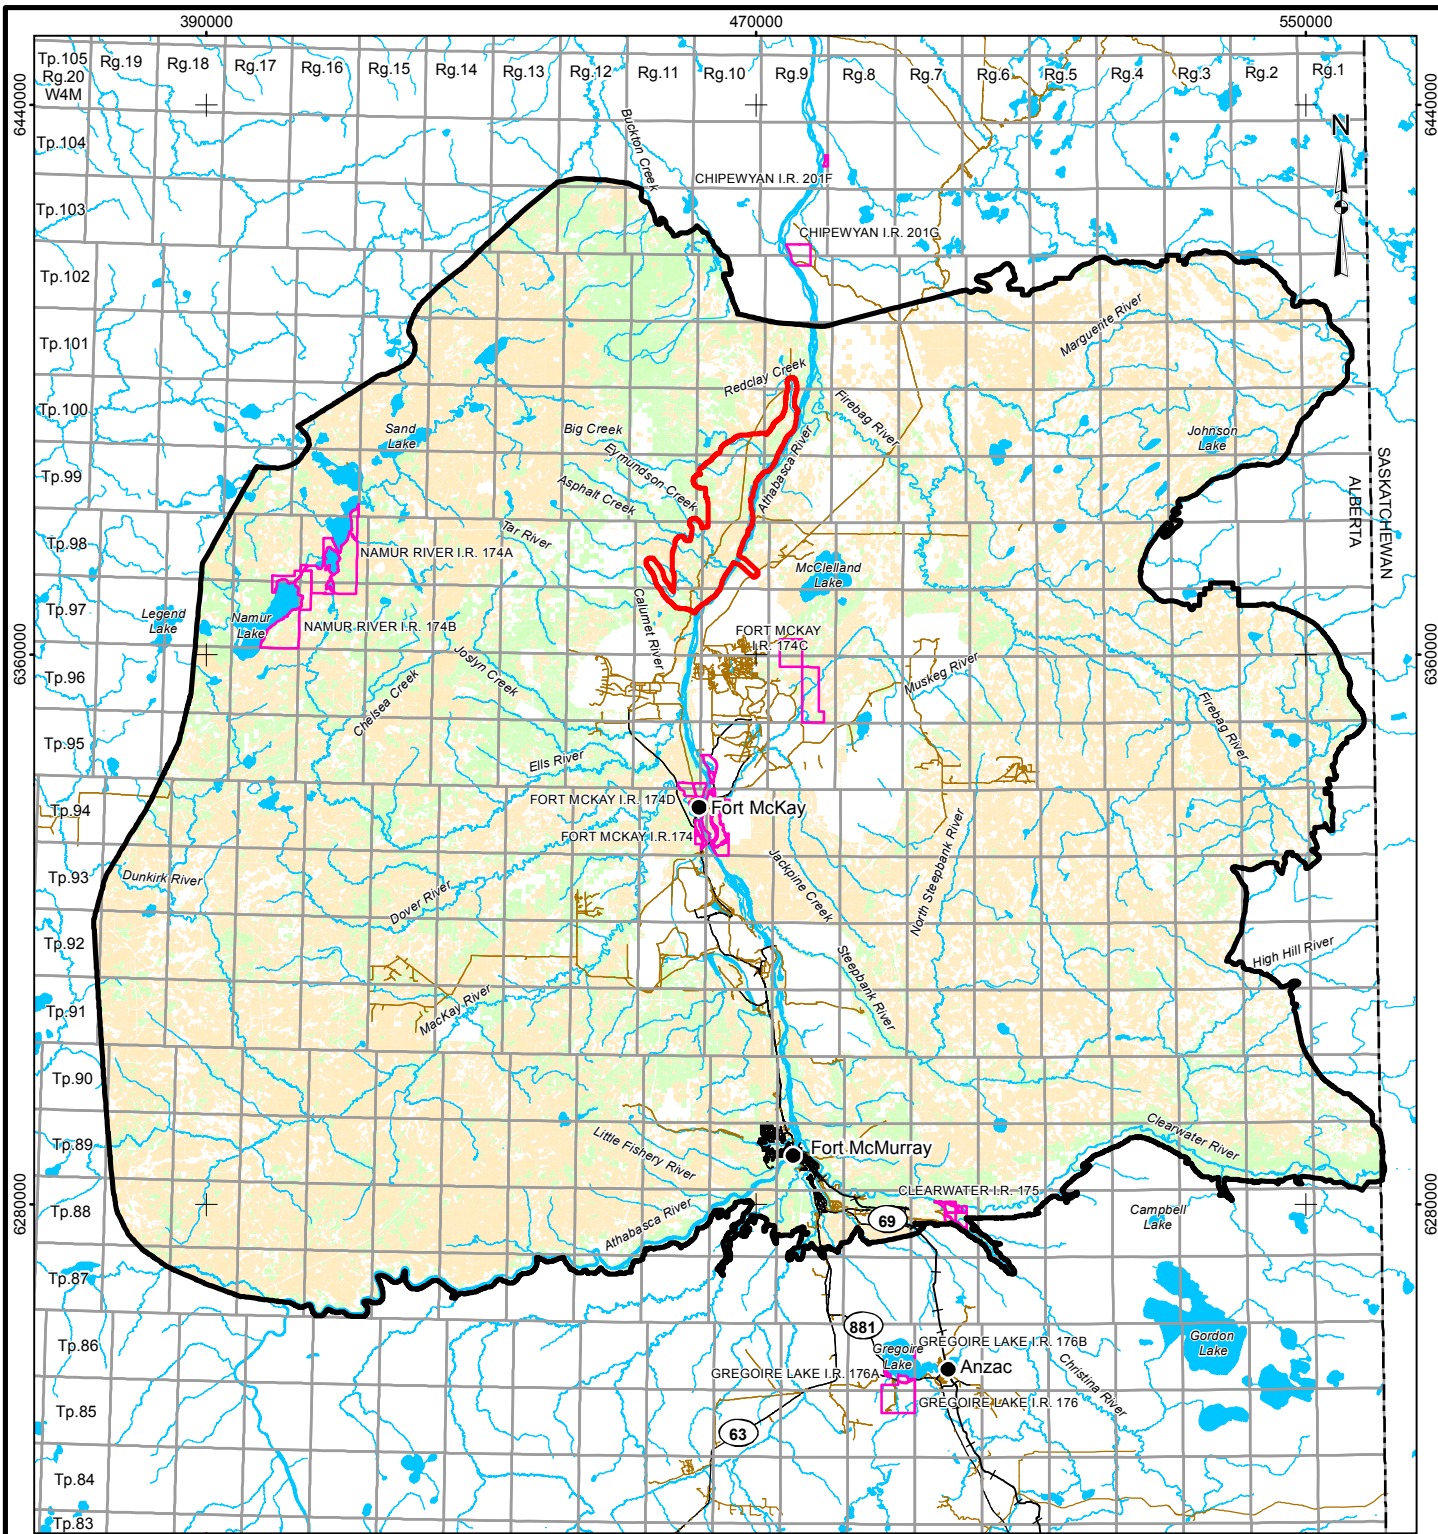 390000
470000
550000
Tp.105
Rg.20
W4M
Rg.19
Rg.18
Rg.17
Rg.16
Rg.15
Rg.14
Rg.13
Rg.12
Rg.11
Rg.10
Rg.9
Rg.8
Rg.7
Rg.6
Rg.5
Rg.4
Rg.3
Rg.2
Rg.1
6440000
6440000
N
Tp.104
Buckton Creek
CHIPEWYAN I.R. 201F
Tp.103
CHIPEWYAN I.R. 201G
Tp.102
Marguerite River
Tp.101
Redclay Creek
Tp.100
Firebag River
Sand
Lake
Big Creek
Johnson
Lake
Athabasca River
Tp.99
Eymundson Creek
Asphalt Creek
SASKATCHEWAN
ALBERTA
Tp.98
Tar River
NAMUR RIVER I.R. 174A
McClelland
Lake
Tp.97
Legend
Lake
Namur
Lake
NAMUR RIVER I.R. 174B
Calumet River
FORT MCKAY
I.R. 174C
6360000
6360000
Tp.96
Joslyn Creek
Chelsea Creek
Muskeg River
Firebag River
Tp.95
Ells River
FORT MCKAY I.R. 174D
Tp.94
Fort McKay
FORT MCKAY I.R.174
North Steepbank River
Tp.93
Dunkirk River
Dover River
Jackpine Creek
Tp.92
High Hill River
Steepbank River
Tp.91
MacKay River
Tp.90
Tp.89
Little Fishery River
Fort McMurray
Clearwater River
CLEARWATER I.R. 175
6280000
6280000
Tp.88
Athabasca River
69
Campbell
Lake
Tp.87
881
Tp.86
Gregoire
Lake
GREGOIRE LAKE I.R. 176B
Gordon
Lake
GREGOIRE LAKE I.R. 176A
Anzac
Christina River
Tp.85
GREGOIRE LAKE I.R. 176
63
Tp.84
Tp.83